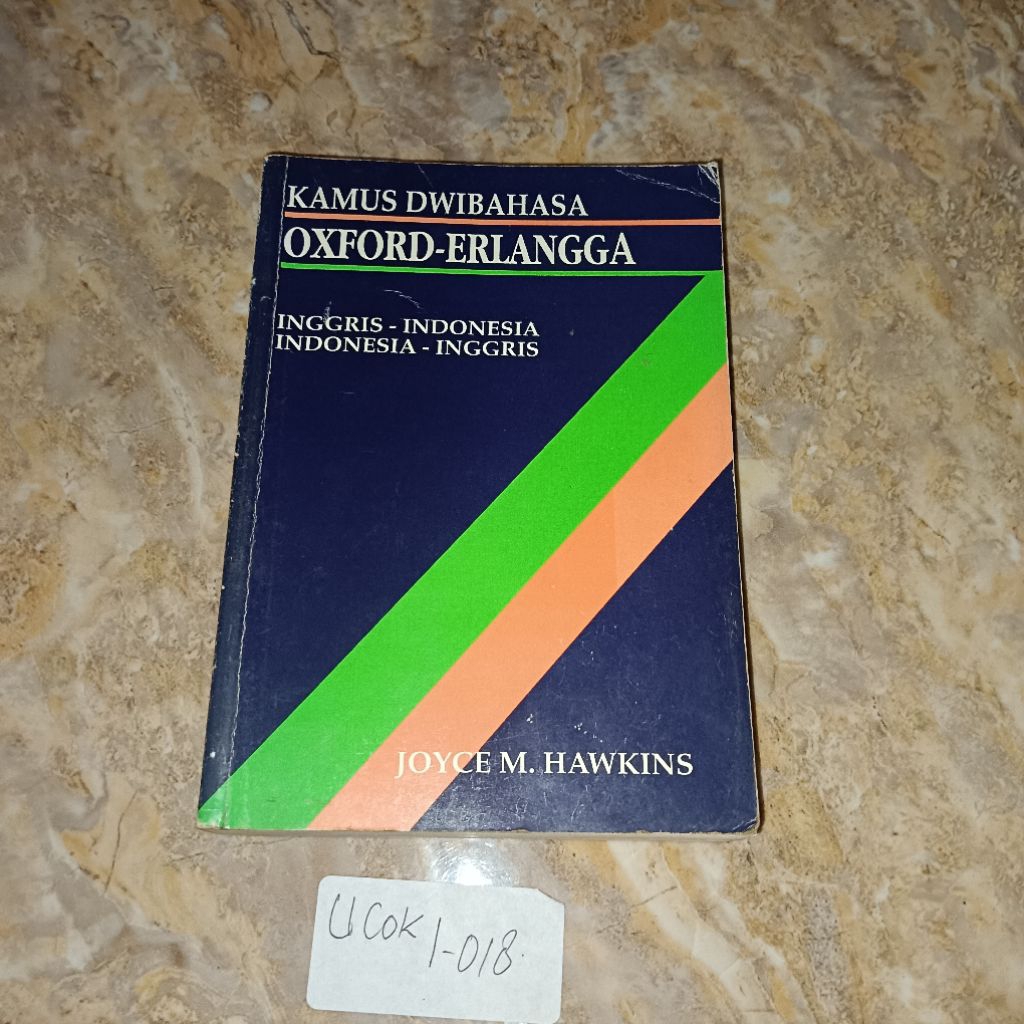 KAMUS DWIBAHASA
OXFORD-ERLANGGA
INGGRIS - INDONESIA
INDONESIA - INGGRIS
JOYCE M. HAWKINS
Ucok 1-018.